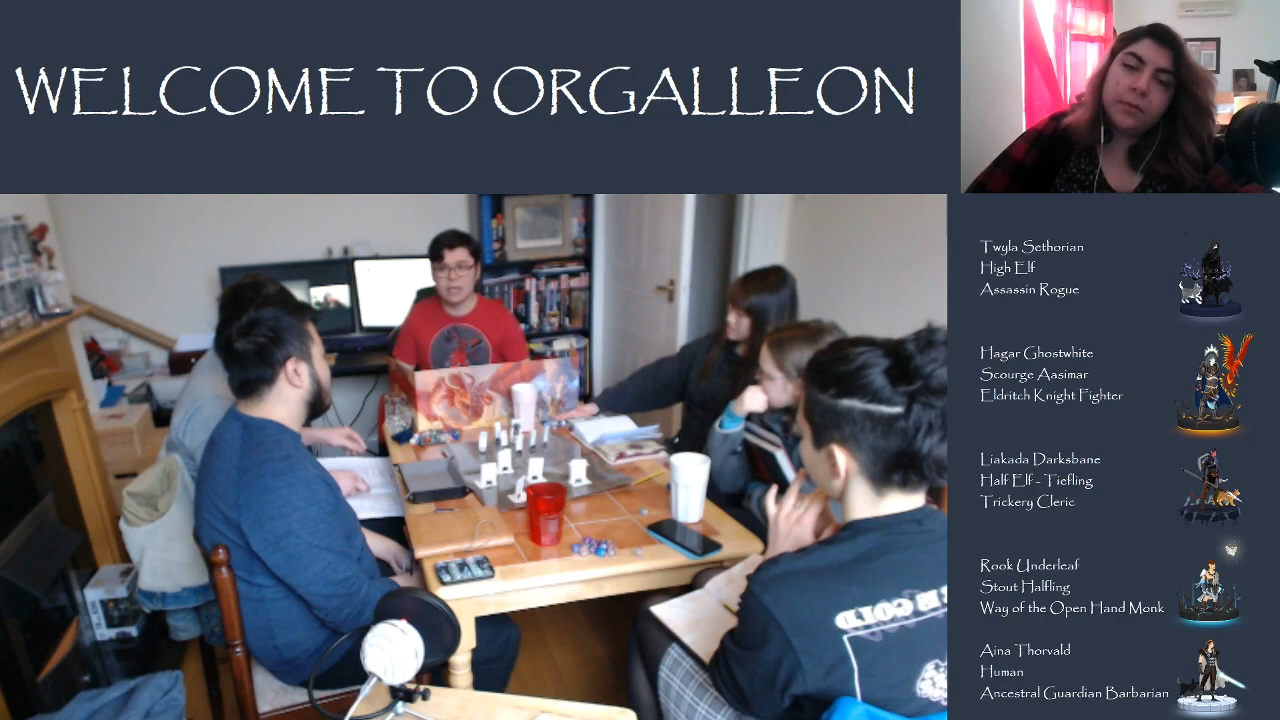 WELCOME TO ORGALLEON
Twyla Sethorian
High Elf
Assassin Rogue
Hagar Ghostwhite
Scourge Aasimar
Eldritch Knight Fighter
Liakada Darksbane
Half Elf - Tiefling
Trickery Cleric
Rook Underleaf
Stout Halfling
Way of the Open Hand Monk
Aina Thorvald
Human
Ancestral Guardian Barbarian